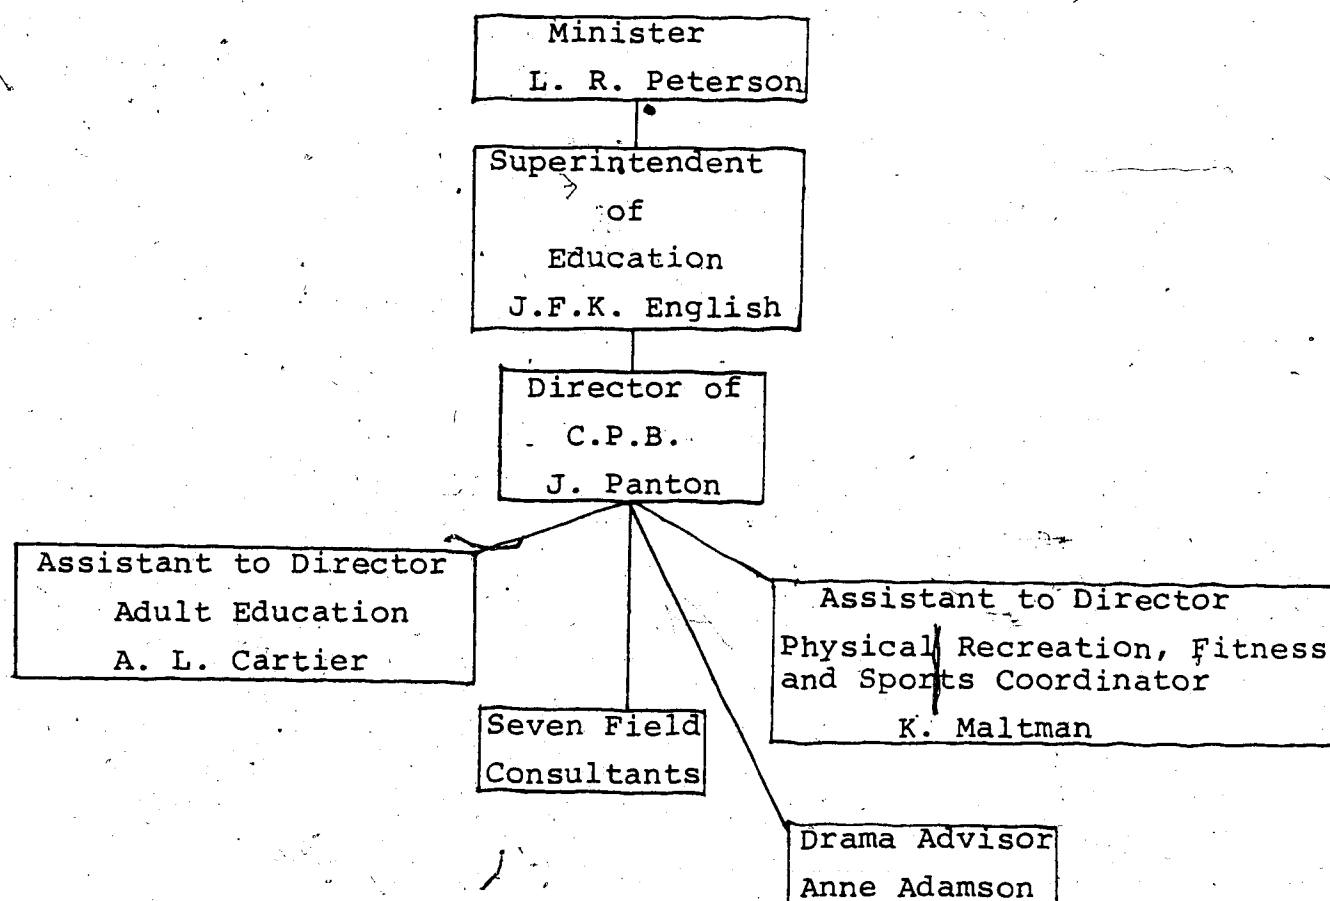 Minister
L. R. Peterson
Superintendent
of
Education
J.F.K. English
Director of
C.P.B.
J. Panton
Assistant to Director
Adult Education
A. L. Cartier
Assistant to Director
Physical Recreation, Fitness
and Sports Coordinator
K. Maltman
Seven Field
Consultants
Drama Advisor
Anne Adamson